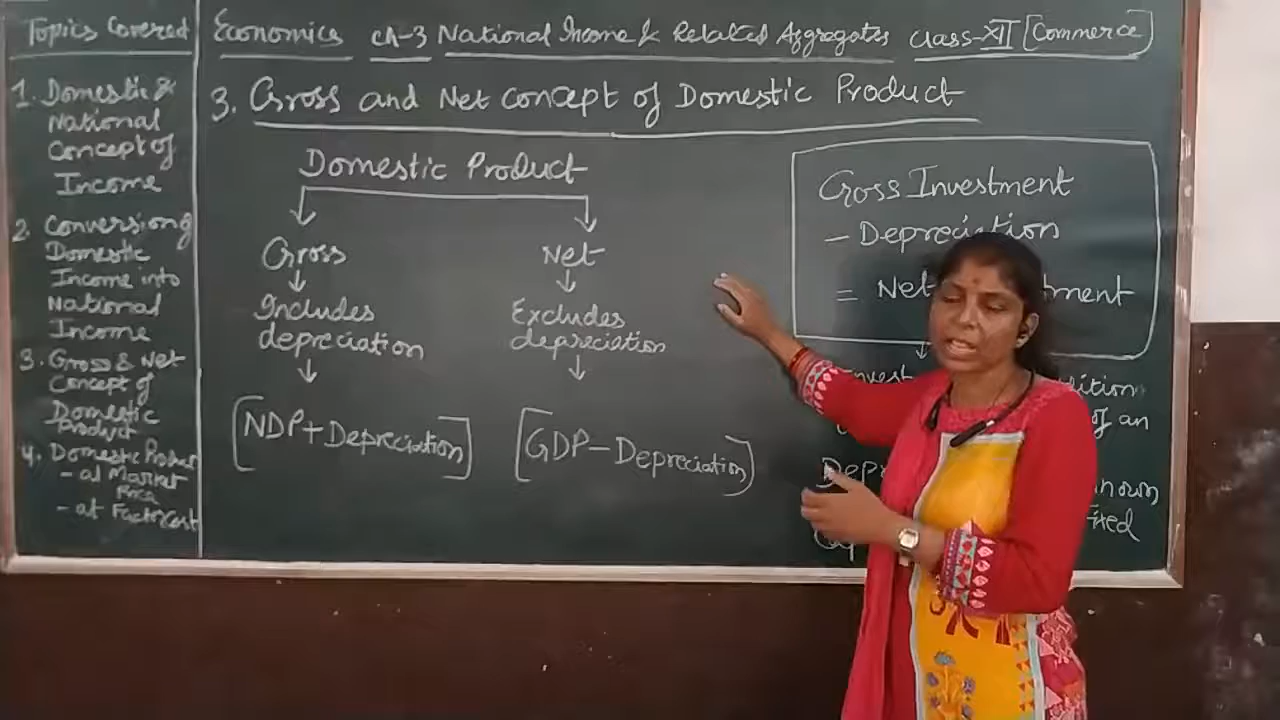 Topics Covered
1. Domestic &
National
Concept of
Income
2 Conversion of
Domestic
Income into
National
Income
3. Gross & Net
Concept of
Domestic
Product
4. Domestic Product
- at Market
Price
- at Factor Cost
Economics ch-3 National Income & Related Aggregates Class-XII [Commerce]
3. Gross and Net Concept of Domestic Product
Domestic Product
Gross Net
Includes Excludes
depreciation depreciation
[NDP+Depreciation] [GDP-Depreciation]
Gross Investment
- Depreciation
= Net
of an